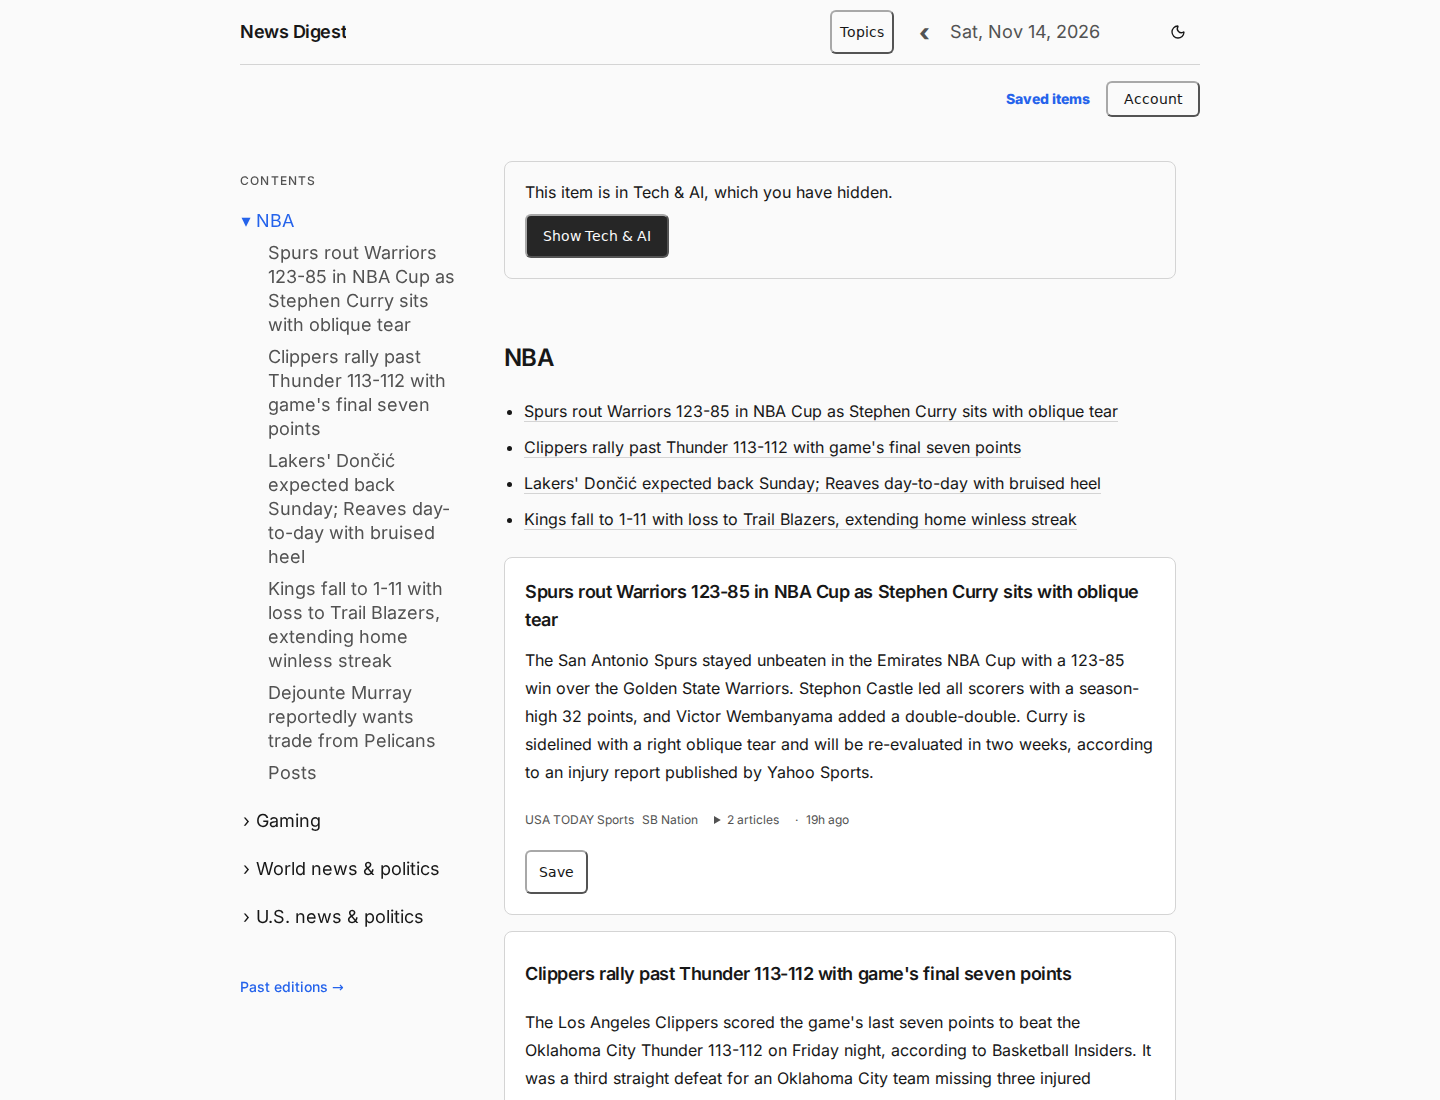 News Digest
Topics
‹
Sat, Nov 14, 2026
Saved items
Account
CONTENTS
▾ NBA
Spurs rout Warriors
123-85 in NBA Cup as
Stephen Curry sits
with oblique tear
Clippers rally past
Thunder 113-112 with
game's final seven
points
Lakers' Dončić
expected back
Sunday; Reaves day-
to-day with bruised
heel
Kings fall to 1-11 with
loss to Trail Blazers,
extending home
winless streak
Dejounte Murray
reportedly wants
trade from Pelicans
Posts
› Gaming
› World news & politics
› U.S. news & politics
Past editions →
This item is in Tech & AI, which you have hidden.
Show Tech & AI
NBA
• Spurs rout Warriors 123-85 in NBA Cup as Stephen Curry sits with oblique tear
• Clippers rally past Thunder 113-112 with game's final seven points
• Lakers' Dončić expected back Sunday; Reaves day-to-day with bruised heel
• Kings fall to 1-11 with loss to Trail Blazers, extending home winless streak
Spurs rout Warriors 123-85 in NBA Cup as Stephen Curry sits with oblique
tear
The San Antonio Spurs stayed unbeaten in the Emirates NBA Cup with a 123-85
win over the Golden State Warriors. Stephon Castle led all scorers with a season-
high 32 points, and Victor Wembanyama added a double-double. Curry is
sidelined with a right oblique tear and will be re-evaluated in two weeks, according
to an injury report published by Yahoo Sports.
USA TODAY Sports SB Nation ▶ 2 articles · 19h ago
Save
Clippers rally past Thunder 113-112 with game's final seven points
The Los Angeles Clippers scored the game's last seven points to beat the
Oklahoma City Thunder 113-112 on Friday night, according to Basketball Insiders. It
was a third straight defeat for an Oklahoma City team missing three injured